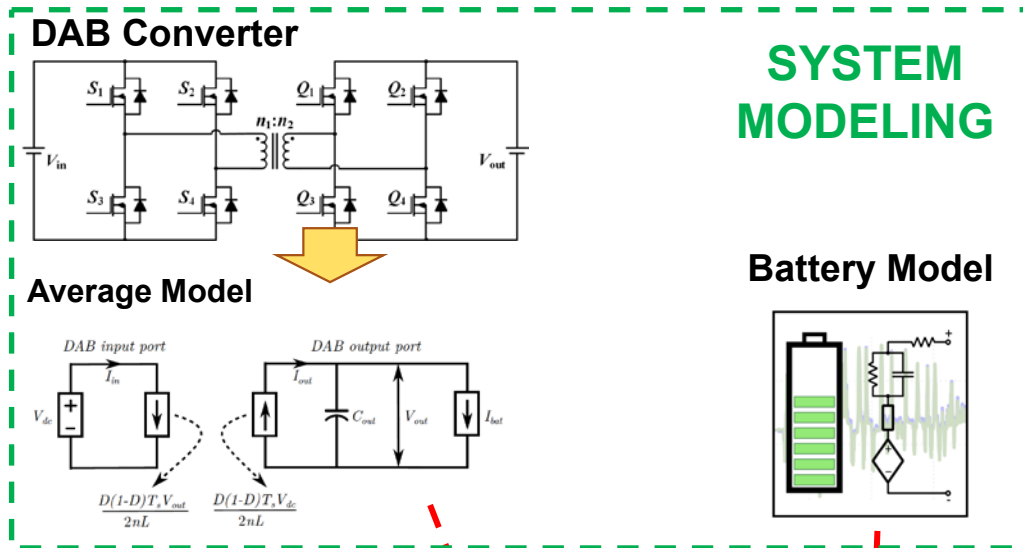 DAB Converter
SYSTEM
MODELING
S1
S2
Q1
Q2
n1:n2
Vin
Vout
S3
S4
Q3
Q4
Average Model
Battery Model
DAB input port
DAB output port
Iin
Iout
Vdc
+
−
Cout
Vout
Ibat
D(1-D)TsVout
2nL
D(1-D)TsVdc
2nL
+
+
−
-